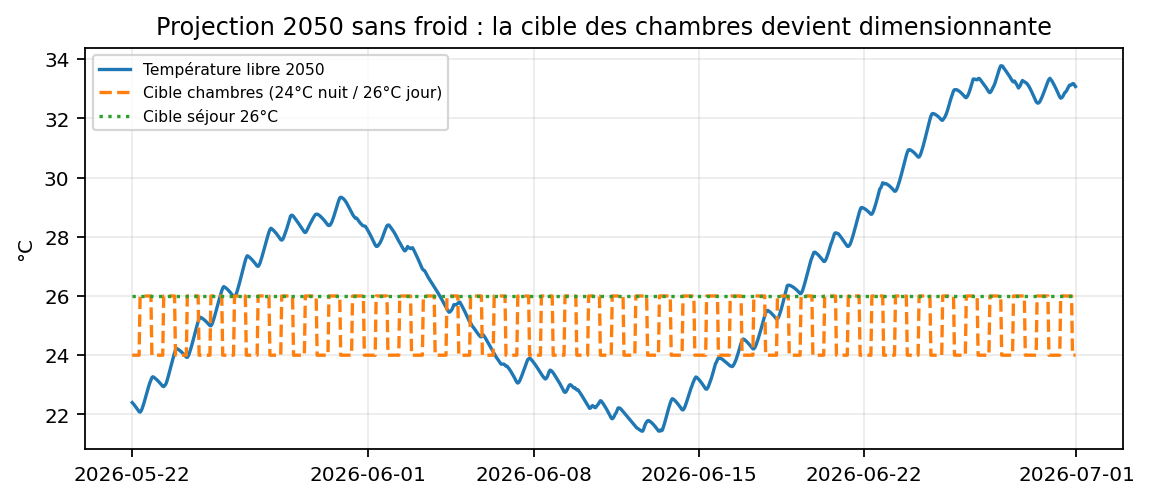 Projection 2050 sans froid : la cible des chambres devient dimensionnante
Température libre 2050
Cible chambres (24°C nuit / 26°C jour)
Cible séjour 26°C
°C
34
32
30
28
26
24
22
2026-05-22
2026-06-01
2026-06-08
2026-06-15
2026-06-22
2026-07-01